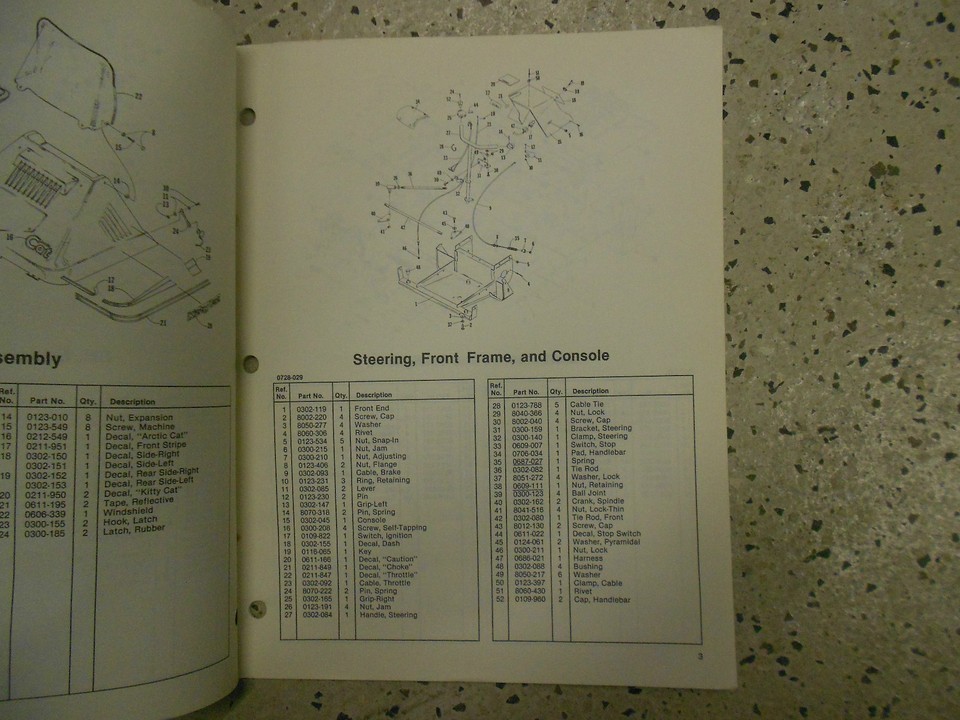 Cat
sembly
Ref. No. Part No. Qty. Description
14 0123-010 8 Nut, Expansion
15 0123-549 8 Screw, Machine
16 0212-549 1 Decal, "Arctic Cat"
17 0211-951 1 Decal, Front Stripe
18 0302-150 1 Decal, Side-Right
0302-151 1 Decal, Side-Left
19 0302-152 1 Decal, Rear Side-Right
0302-153 1 Decal, Rear Side-Left
20 0211-950 2 Decal, "Kitty Cat"
21 0611-195 2 Tape, Reflective
22 0606-339 1 Windshield
23 0300-155 2 Hook, Latch
24 0300-185 2 Latch, Rubber
Steering, Front Frame, and Console
0728-029
Ref. No. Part No. Qty. Description
1 0302-119 1 Front End
2 8002-220 4 Screw, Cap
3 8050-277 4 Washer
4 8060-306 4 Rivet
5 0123-534 5 Nut, Snap-In
6 0300-215 1 Nut, Jam
7 0300-210 1 Nut, Adjusting
8 0123-406 2 Nut, Flange
9 0302-093 1 Cable, Brake
10 0123-231 3 Ring, Retaining
11 0302-085 2 Lever
12 0123-230 2 Pin
13 0302-147 1 Grip-Left
14 8070-318 2 Pin, Spring
15 0302-045 1 Console
16 0300-208 4 Screw, Self-Tapping
17 0109-822 1 Switch, Ignition
18 0302-155 1 Decal, Dash
19 0116-065 1 Key
20 0611-166 1 Decal, "Caution"
21 0211-849 1 Decal, "Choke"
22 0211-847 1 Decal, "Throttle"
23 0302-092 1 Cable, Throttle
24 8070-222 2 Pin, Spring
25 0302-165 1 Grip-Right
26 0123-191 4 Nut, Jam
27 0302-084 1 Handle, Steering
Ref. No. Part No. Qty. Description
28 0123-788 5 Cable Tie
29 8040-366 4 Nut, Lock
30 8002-040 4 Screw, Cap
31 0300-159 1 Bracket, Steering
32 0300-140 1 Clamp, Steering
33 0609-007 1 Switch, Stop
34 0706-034 1 Pad, Handlebar
35 0687-027 1 Spring
36 0302-082 1 Tie Rod
37 8051-272 4 Washer, Lock
38 0609-111 1 Nut, Retaining
39 0300-123 4 Ball Joint
40 0302-162 2 Crank, Spindle
41 8041-516 4 Nut, Lock-Thin
42 0302-080 1 Tie Rod, Front
43 8012-130 2 Screw, Cap
44 0611-022 1 Decal, Stop Switch
45 0124-061 2 Washer, Pyramidal
46 0300-211 1 Nut, Lock
47 0686-021 1 Harness
48 0302-088 4 Bushing
49 8050-217 6 Washer
50 0123-397 1 Clamp, Cable
51 8060-430 1 Rivet
52 0109-960 2 Cap, Handlebar
3